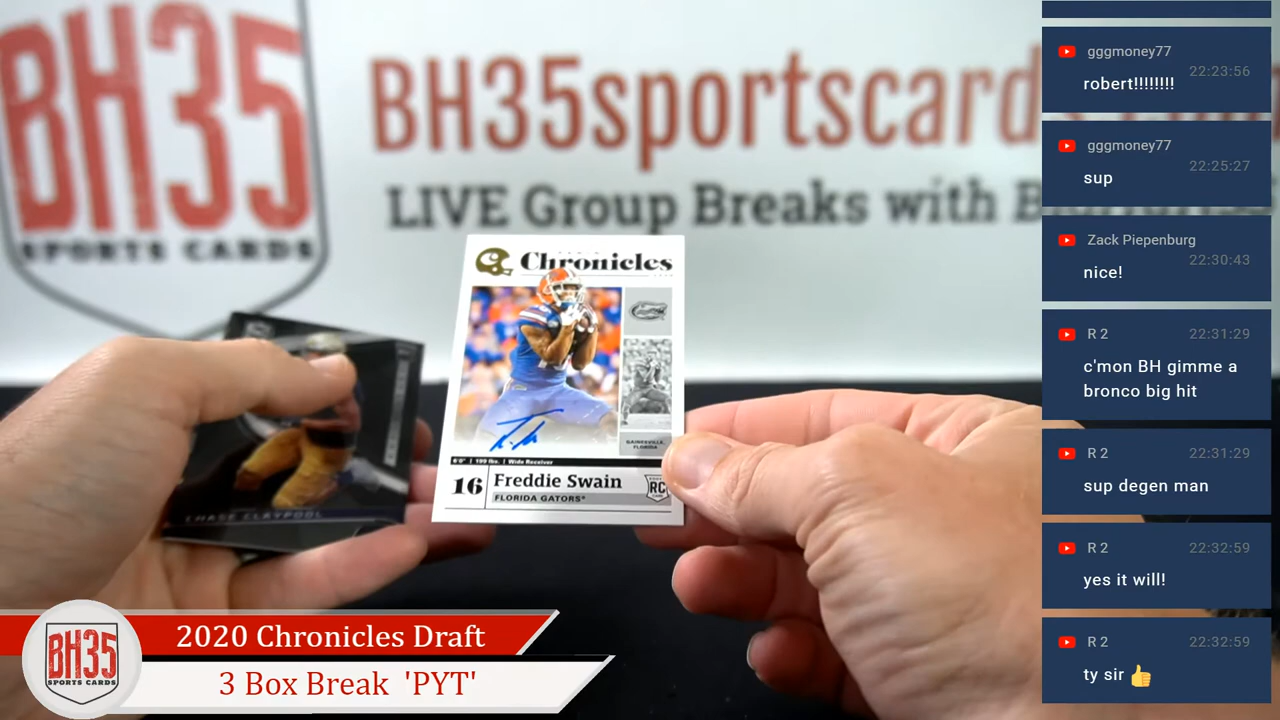 BH35
SPORTS CARDS
BH35sportscard
LIVE Group Breaks with
Chronicles
GAINESVILLE,
FLORIDA
6'0" | 199 lbs. | Wide Receiver
16
Freddie Swain
FLORIDA GATORS®
RC
CHASE CLAYPOOL
BH35
SPORTS CARDS
2020 Chronicles Draft
3 Box Break 'PYT'
gggmoney77
22:23:56
robert!!!!!!!!
gggmoney77
22:25:27
sup
Zack Piepenburg
22:30:43
nice!
R 2
22:31:29
c'mon BH gimme a
bronco big hit
R 2
22:31:29
sup degen man
R 2
22:32:59
yes it will!
R 2
22:32:59
ty sir 👍